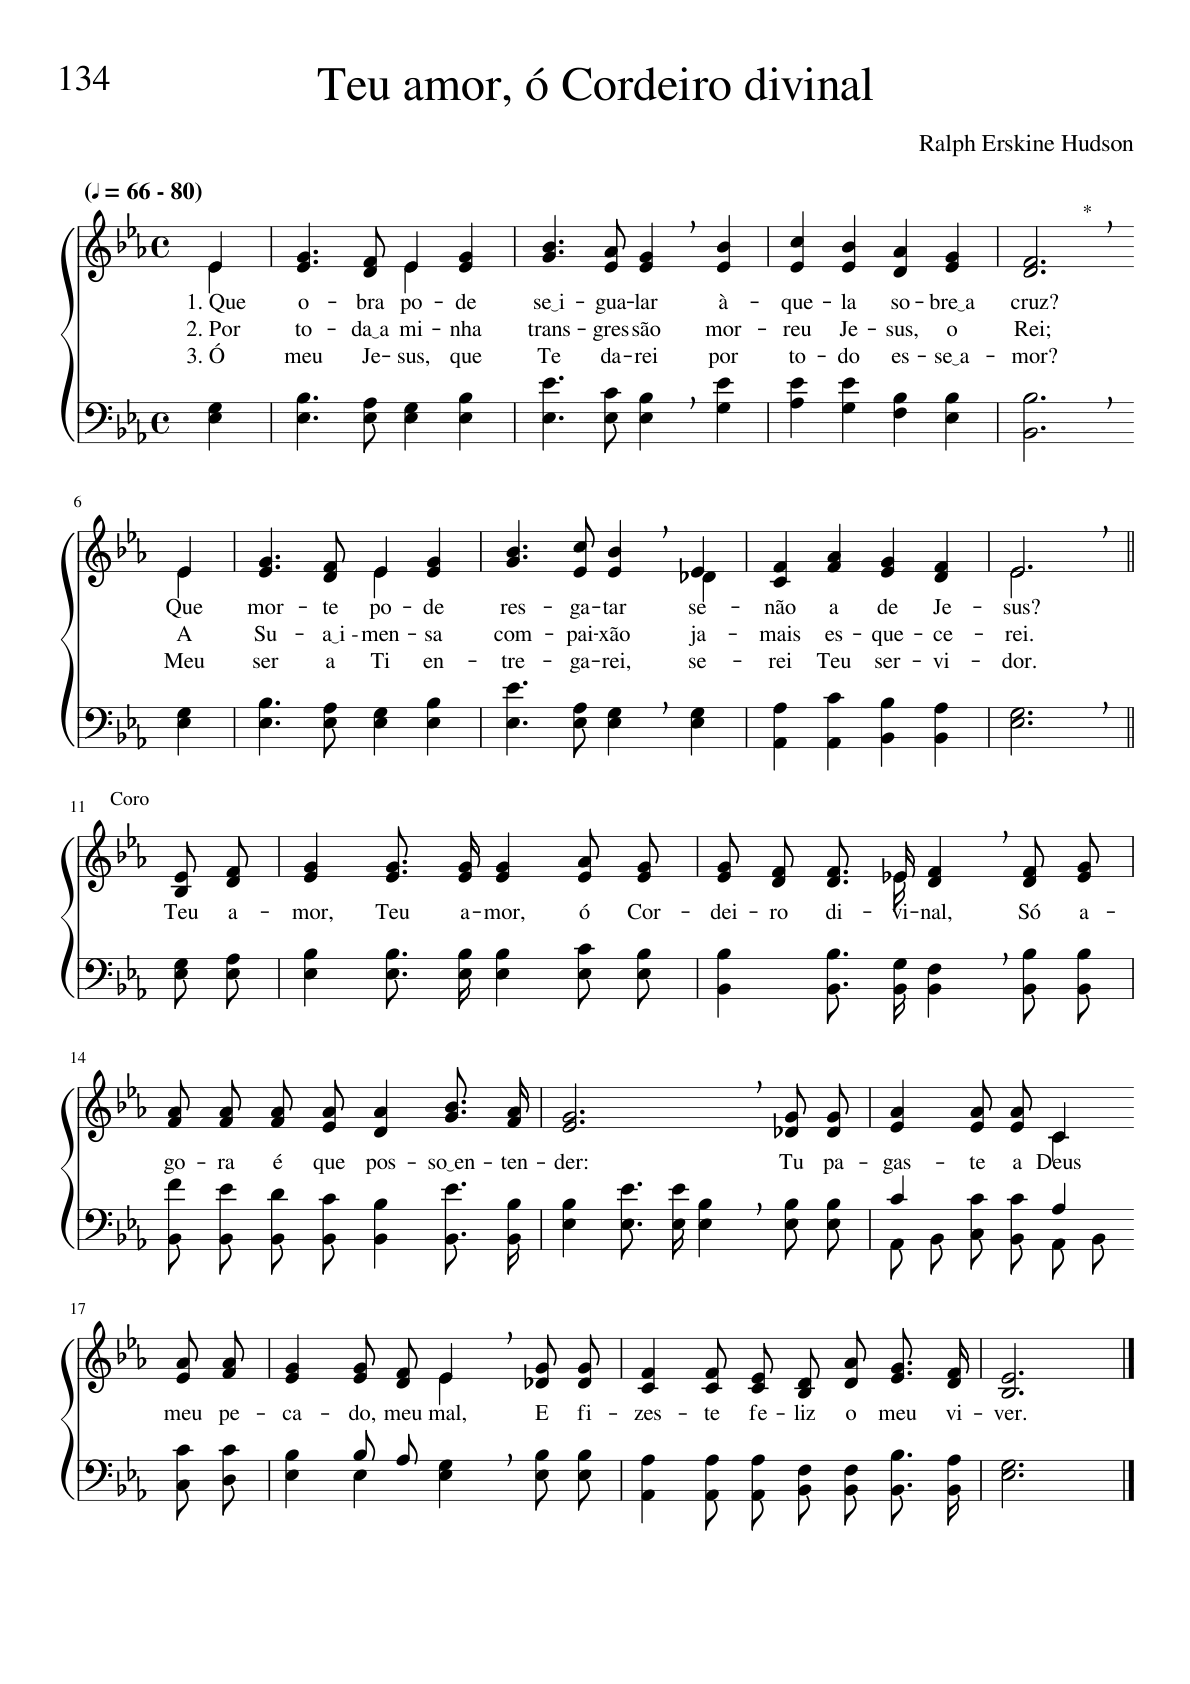 134
Teu amor, ó Cordeiro divinal
Ralph Erskine Hudson
(♩ = 66 - 80)
*
1. Que o - bra po - de se‿i - gua - lar à - que - la so - bre‿a cruz?
2. Por to - da‿a mi - nha trans - gres são mor - reu Je - sus, o Rei;
3. Ó meu Je - sus, que Te da - rei por to - do es - se‿a - mor?
6
Que mor - te po - de res - ga - tar se - não a de Je - sus?
A Su - a‿i - men - sa com - pai - xão ja - mais es - que - ce - rei.
Meu ser a Ti en - tre - ga - rei, se - rei Teu ser - vi - dor.
11
Coro
Teu a - mor, Teu a - mor, ó Cor - dei - ro di - vi - nal, Só a -
14
go - ra é que pos - so‿en - ten - der: Tu pa - gas - te a Deus
17
meu pe - ca - do, meu mal, E fi - zes - te fe - liz o meu vi - ver.